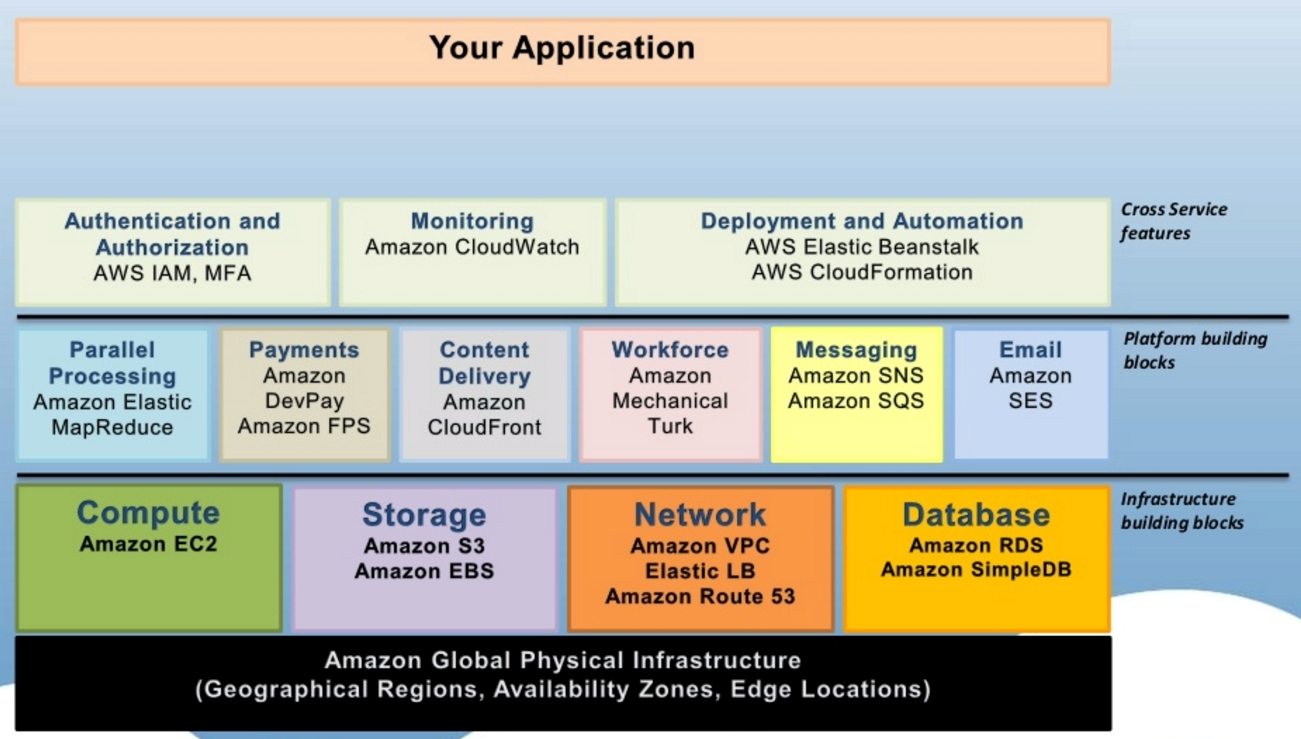 Your Application
Authentication and
Authorization
AWS IAM, MFA
Monitoring
Amazon CloudWatch
Deployment and Automation
AWS Elastic Beanstalk
AWS CloudFormation
Cross Service
features
Parallel
Processing
Amazon Elastic
MapReduce
Payments
Amazon
DevPay
Amazon FPS
Content
Delivery
Amazon
CloudFront
Workforce
Amazon
Mechanical
Turk
Messaging
Amazon SNS
Amazon SQS
Email
Amazon
SES
Platform building
blocks
Compute
Amazon EC2
Storage
Amazon S3
Amazon EBS
Network
Amazon VPC
Elastic LB
Amazon Route 53
Database
Amazon RDS
Amazon SimpleDB
Infrastructure
building blocks
Amazon Global Physical Infrastructure
(Geographical Regions, Availability Zones, Edge Locations)